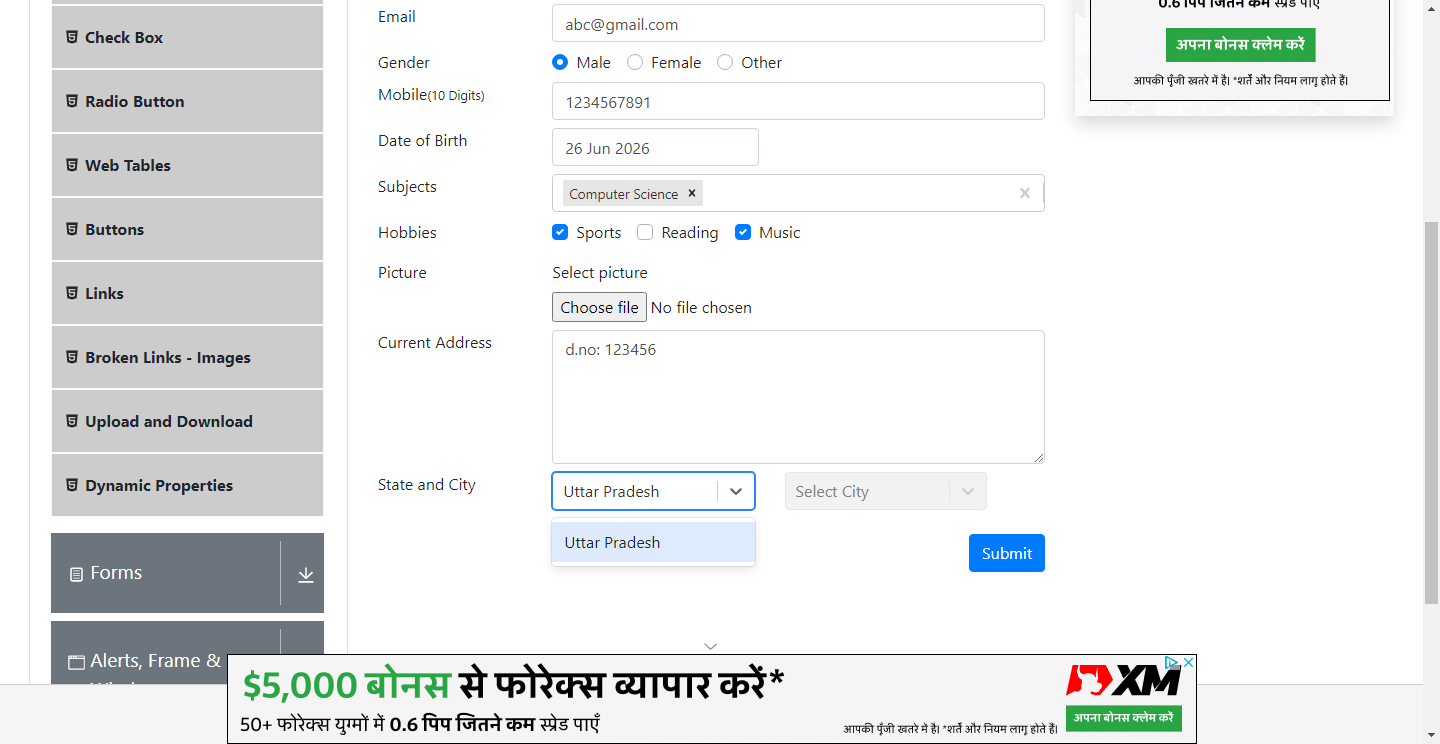 Check Box
Radio Button
Web Tables
Buttons
Links
Broken Links - Images
Upload and Download
Dynamic Properties
Forms
Alerts, Frame &
Email
abc@gmail.com
Gender
Male Female Other
Mobile(10 Digits)
1234567891
Date of Birth
26 Jun 2026
Subjects
Computer Science ×
Hobbies
Sports Reading Music
Picture
Select picture
Choose file No file chosen
Current Address
d.no: 123456
State and City
Uttar Pradesh
Select City
Uttar Pradesh
Submit
0.6 पिप जितने कम स्प्रेड पाएँ
अपना बोनस क्लेम करें
आपकी पूँजी खतरे में है। *शर्तें और नियम लागू होते हैं।
$5,000 बोनस से फोरेक्स व्यापार करें*
50+ फोरेक्स युग्मों में 0.6 पिप जितने कम स्प्रेड पाएँ
आपकी पूँजी खतरे में है। *शर्तें और नियम लागू होते हैं।
XM
अपना बोनस क्लेम करें